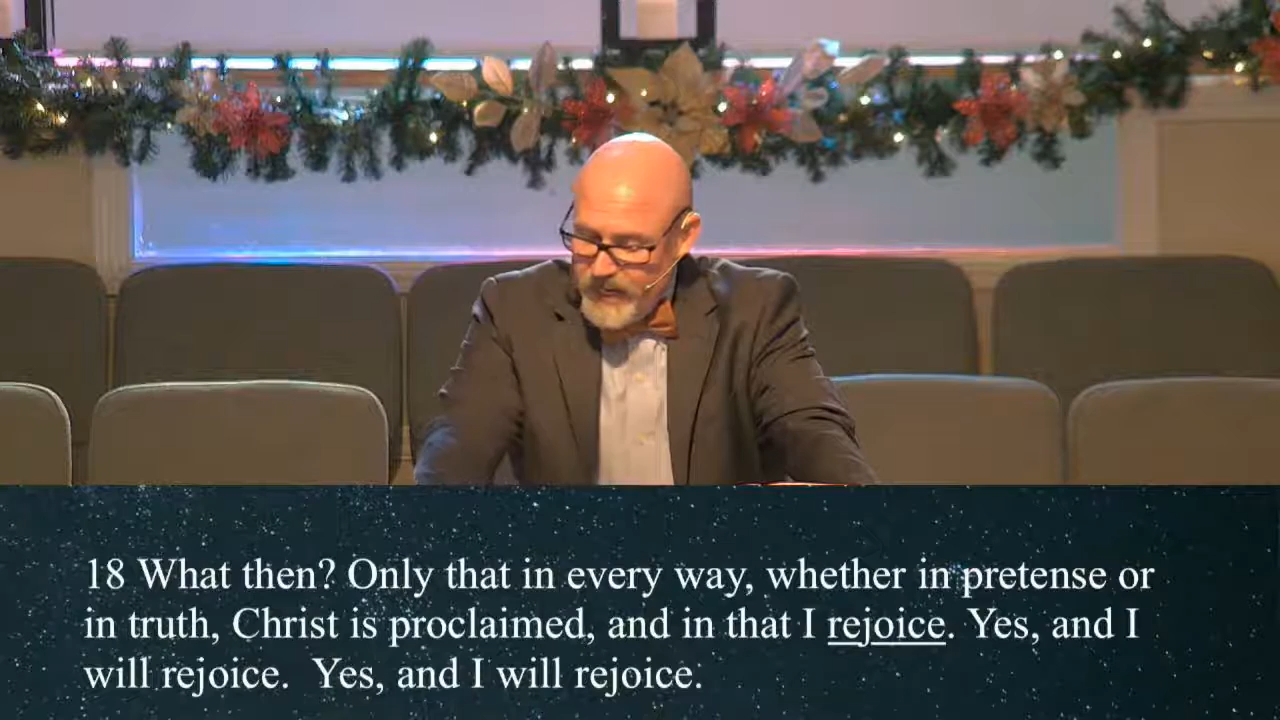 18 What then? Only that in every way, whether in pretense or
in truth, Christ is proclaimed, and in that I rejoice. Yes, and I
will rejoice.  Yes, and I will rejoice.